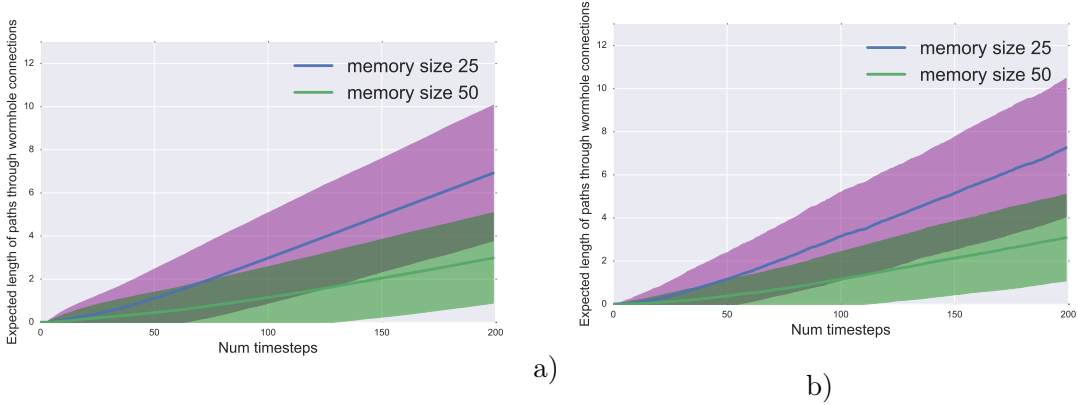 Expected length of paths through wormhole connections
12
10
8
6
4
2
0
memory size 25
memory size 50
0 50 100 150 200
Num timesteps
a)
Expected length of paths through wormhole connections
12
10
8
6
4
2
0
memory size 25
memory size 50
0 50 100 150 200
Num timesteps
b)